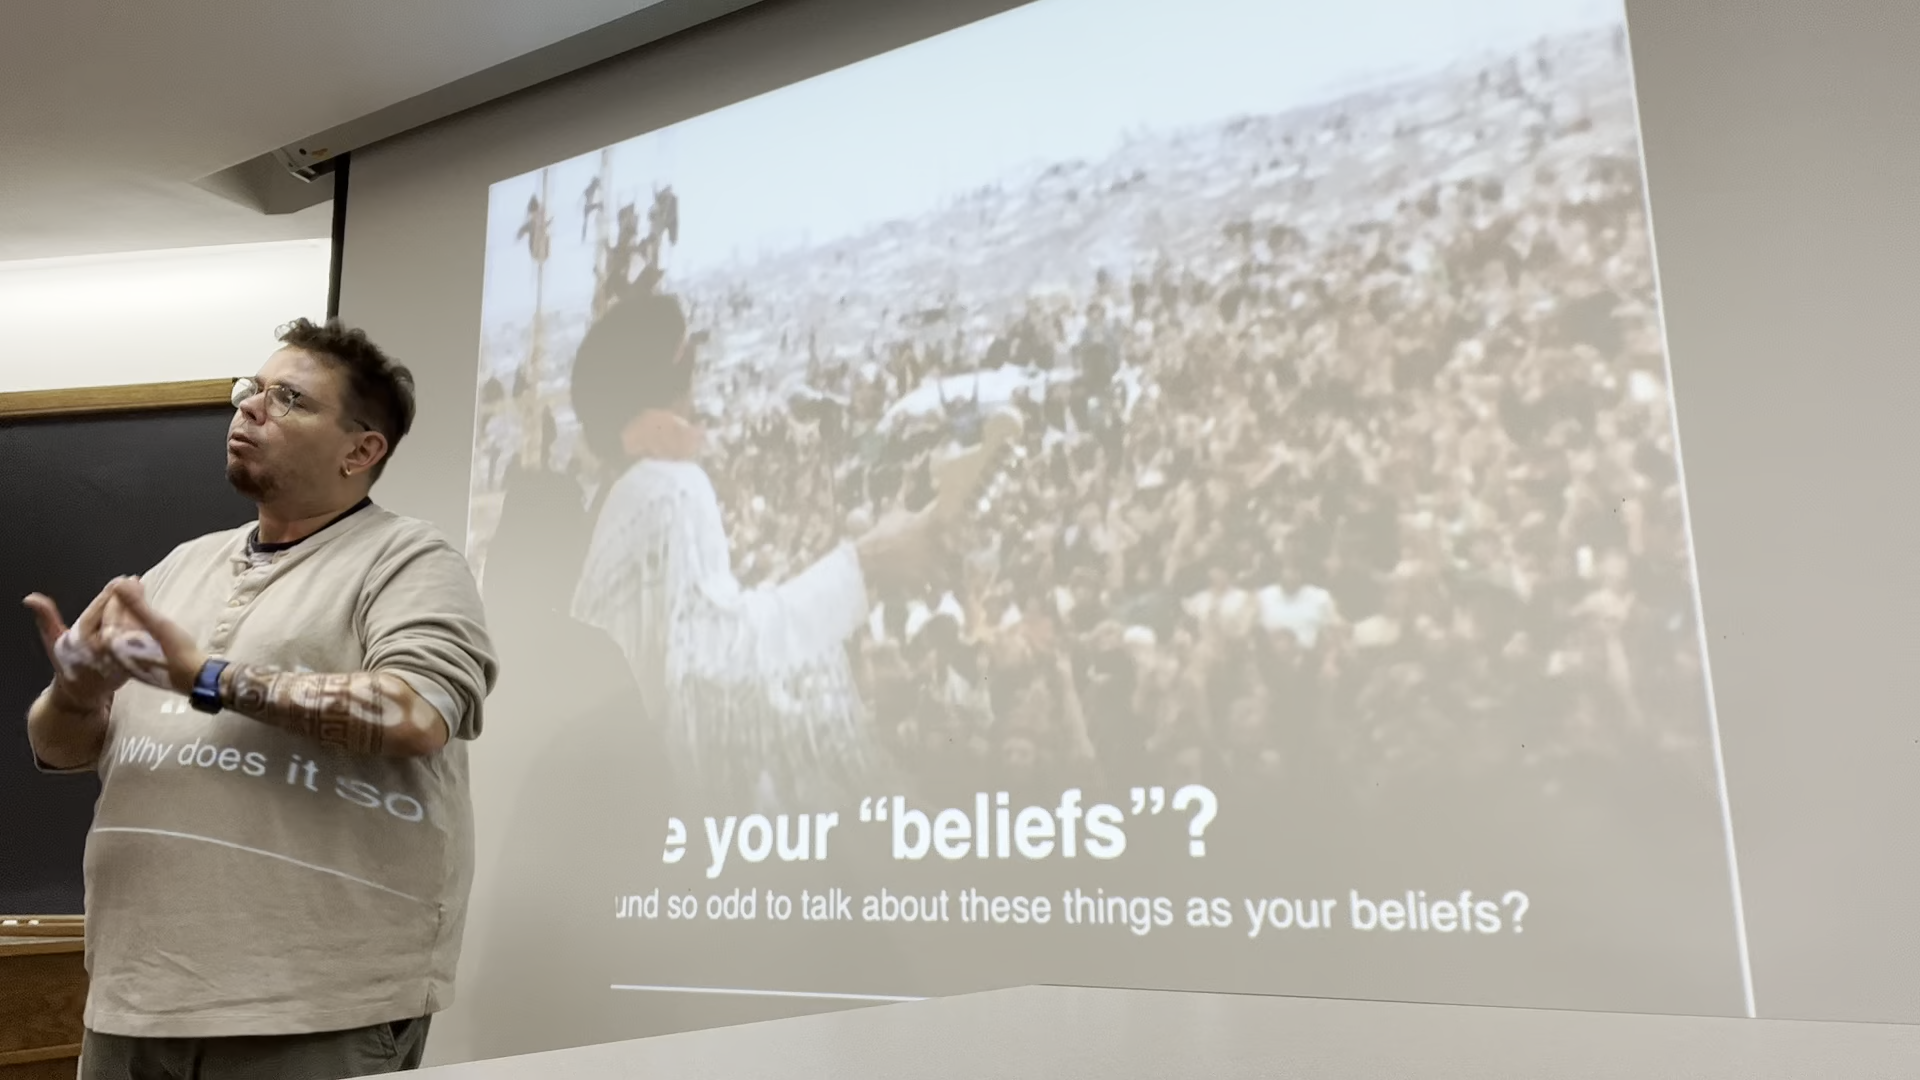 e your “beliefs”?
Why does it so
und so odd to talk about these things as your beliefs?